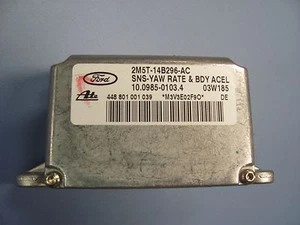 Ford
2M5T-14B296-AC
SNS-YAW RATE & BDY ACEL
10.0985-0103.4 03W185
Ate
448 801 001 039 *M3V3E02F9O* DE